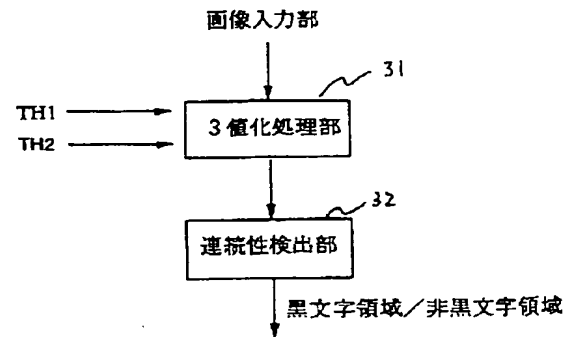 画像入力部
31
TH1
3値化処理部
TH2
32
連続性検出部
黒文字領域/非黒文字領域